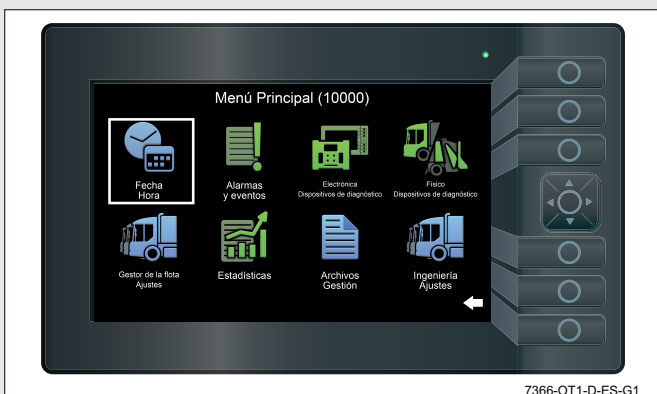 Menú Principal (10000)
Fecha
Hora
Alarmas
y eventos
Electrónica
Dispositivos de diagnóstico
Físico
Dispositivos de diagnóstico
Gestor de la flota
Ajustes
Estadísticas
Archivos
Gestión
Ingeniería
Ajustes
7366-OT1-D-ES-G1